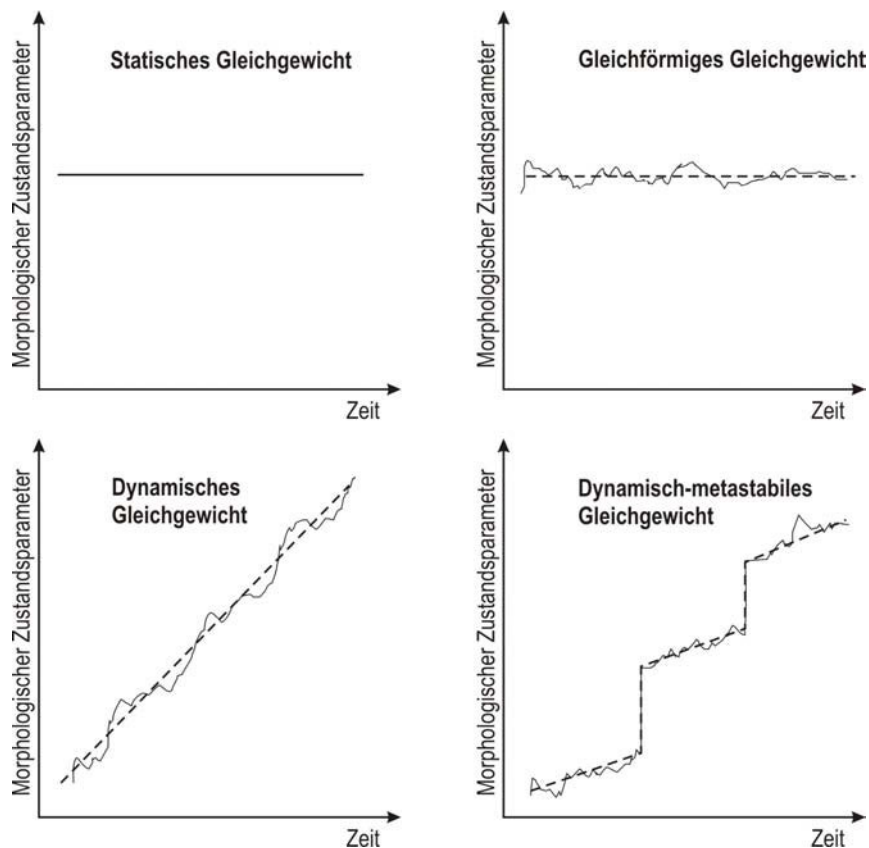 Morphologischer Zustandsparameter
Statisches Gleichgewicht
Zeit
Morphologischer Zustandsparameter
Gleichförmiges Gleichgewicht
Zeit
Morphologischer Zustandsparameter
Dynamisches
Gleichgewicht
Zeit
Morphologischer Zustandsparameter
Dynamisch-metastabiles
Gleichgewicht
Zeit